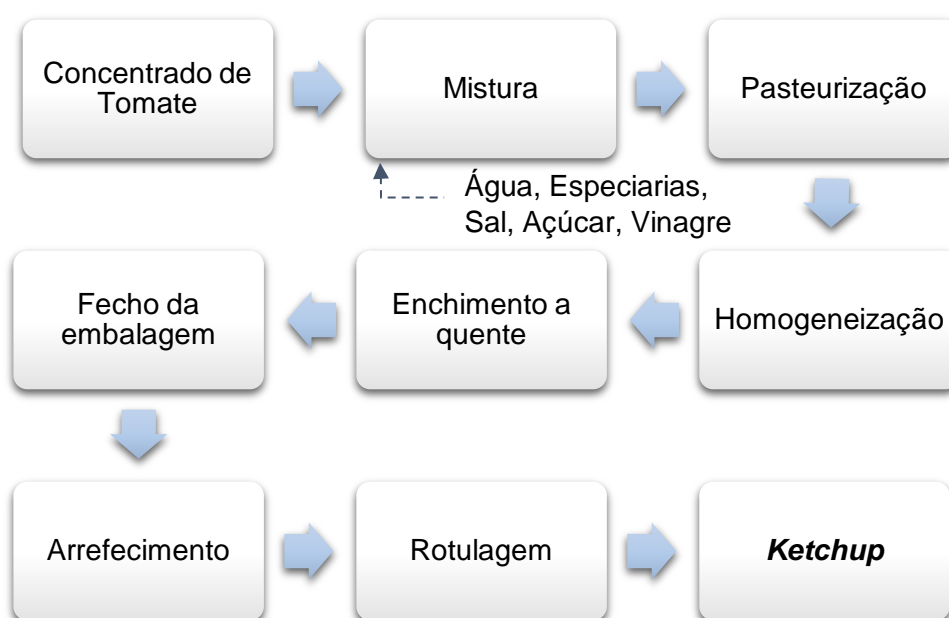 Concentrado de
Tomate
Mistura
Pasteurização
Água, Especiarias,
Sal, Açúcar, Vinagre
Homogeneização
Enchimento a
quente
Fecho da
embalagem
Arrefecimento
Rotulagem
Ketchup